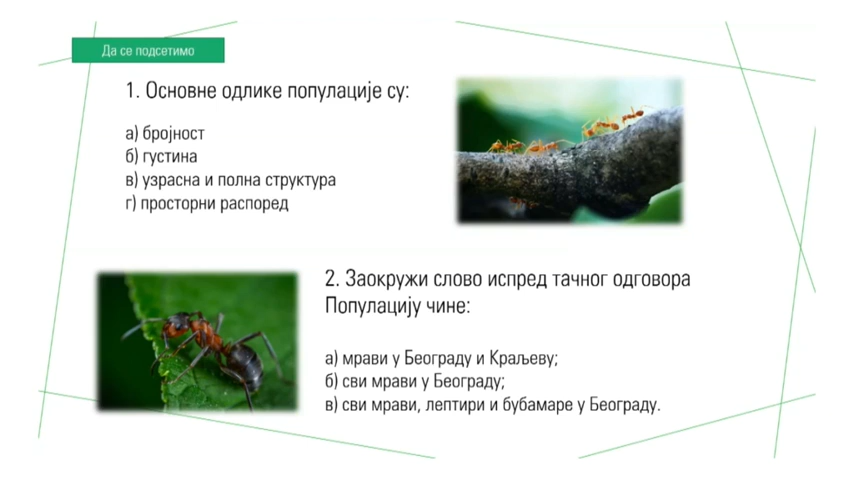 Да се подсетимо
1. Основне одлике популације су:
а) бројност
б) густина
в) узрасна и полна структура
г) просторни распоред
2. Заокружи слово испред тачног одговора
Популацију чине:
а) мрави у Београду и Краљеву;
б) сви мрави у Београду;
в) сви мрави, лептири и бубамаре у Београду.